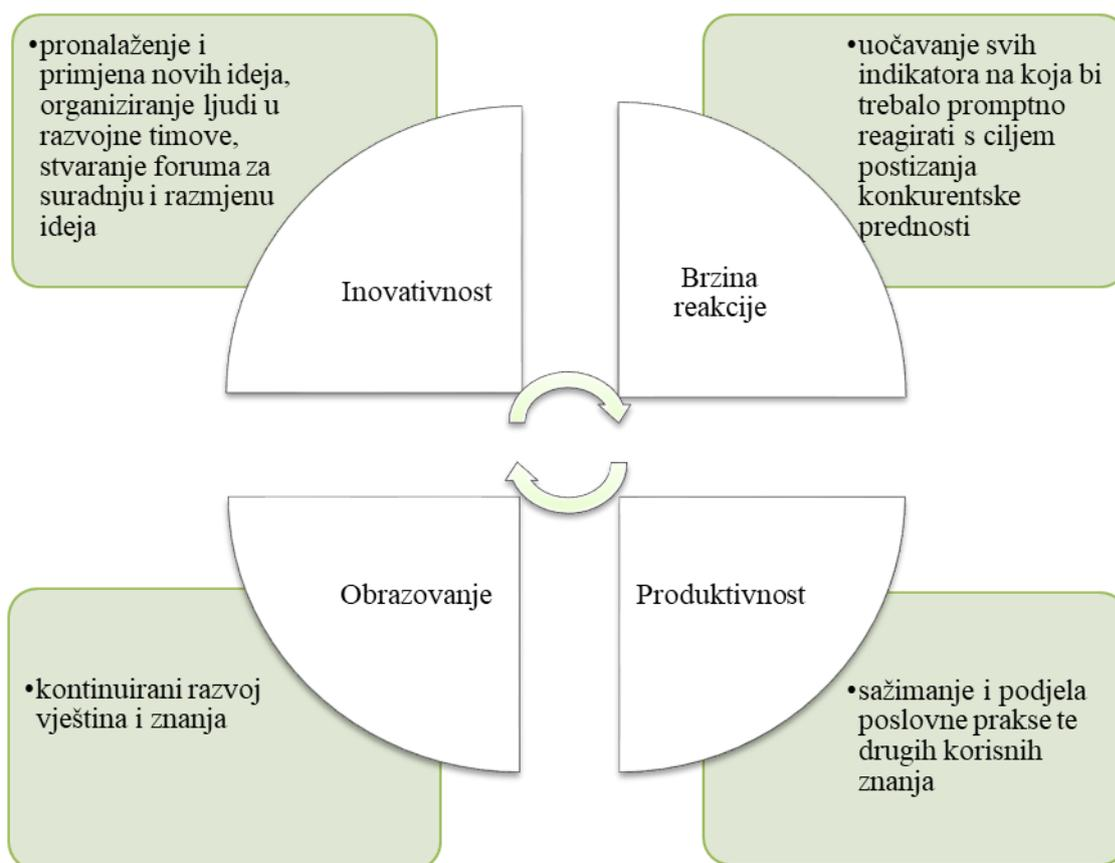 •pronalaženje i
primjena novih ideja,
organiziranje ljudi u
razvojne timove,
stvaranje foruma za
suradnju i razmjenu
ideja
•uočavanje svih
indikatora na koja bi
trebalo promptno
reagirati s ciljem
postizanja
konkurentske
prednosti
Inovativnost
Brzina
reakcije
Obrazovanje
Produktivnost
•kontinuirani razvoj
vještina i znanja
•sažimanje i podjela
poslovne prakse te
drugih korisnih
znanja